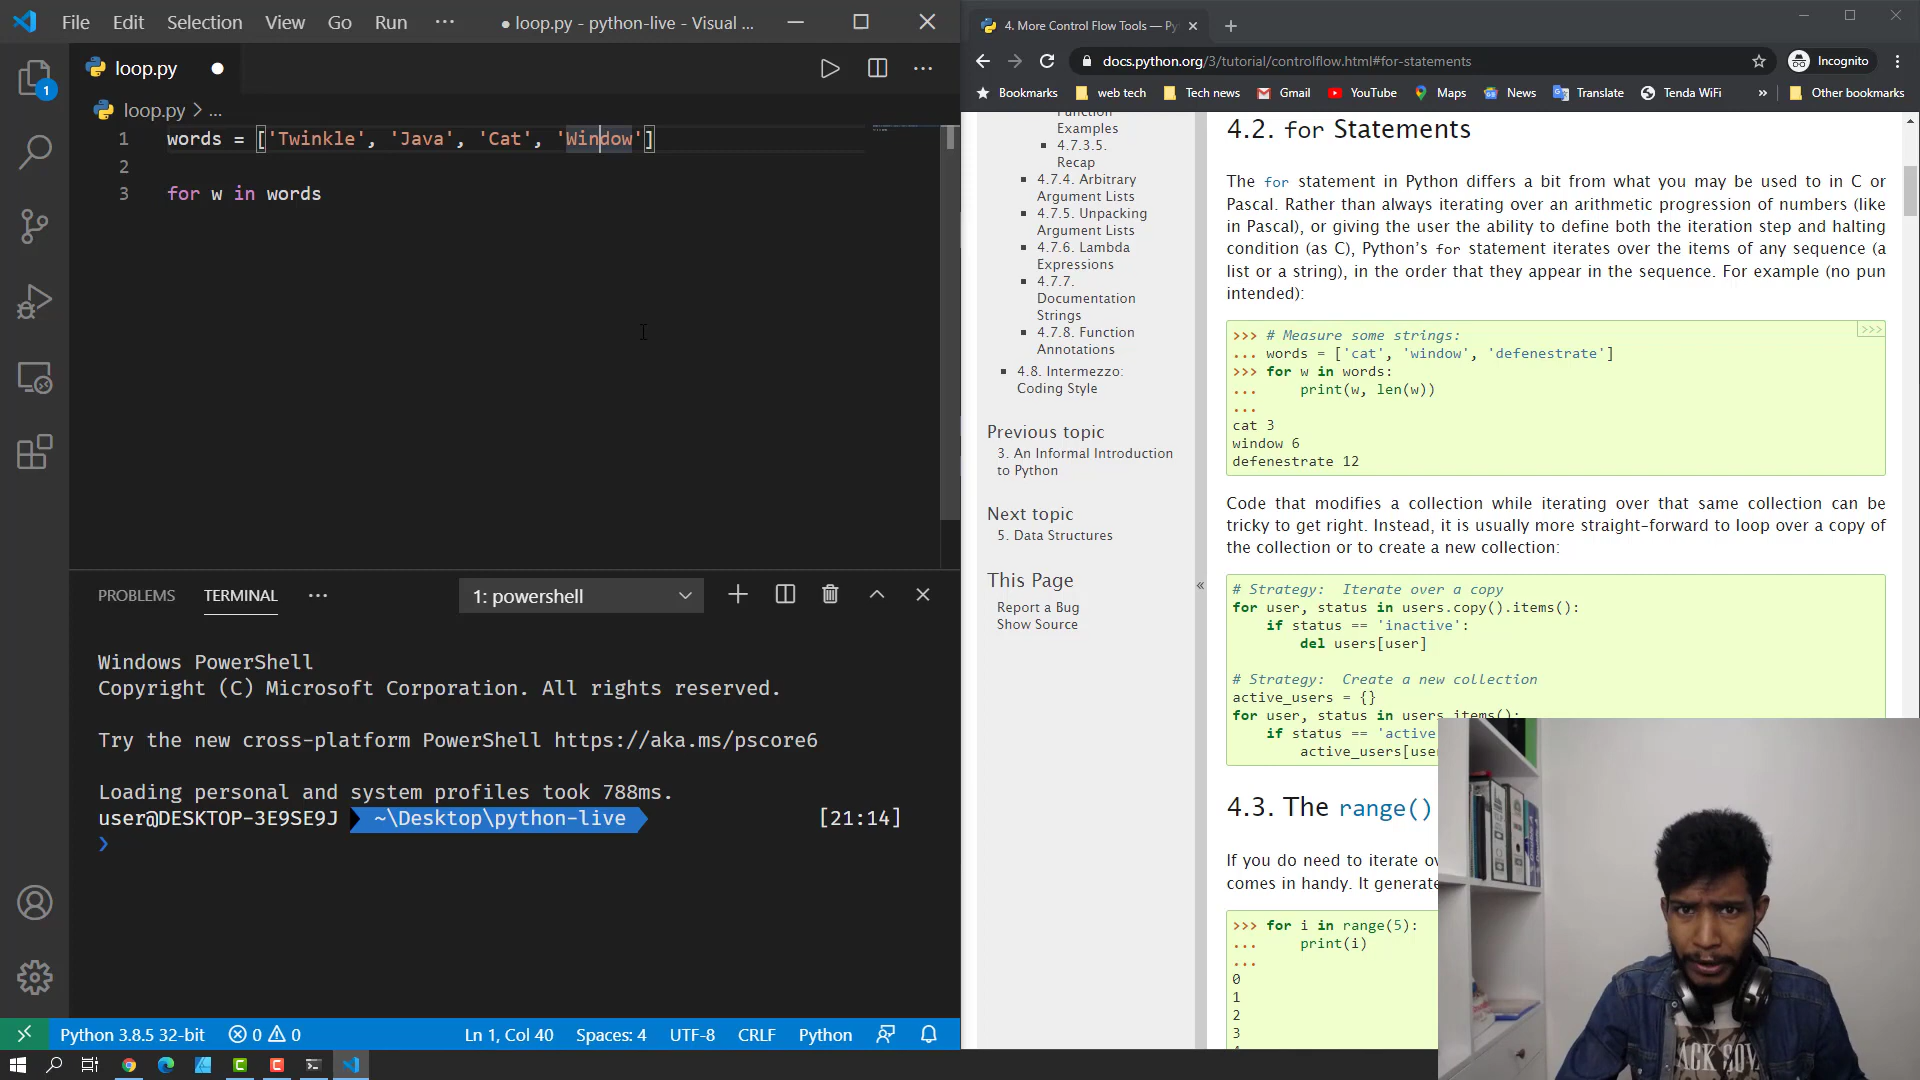 File Edit Selection View Go Run ··· ● loop.py - python-live - Visual ...
loop.py ●
loop.py > ...
1 words = ['Twinkle', 'Java', 'Cat', 'Window']
2
3 for w in words
1
PROBLEMS TERMINAL ··· 1: powershell
Windows PowerShell
Copyright (C) Microsoft Corporation. All rights reserved.
Try the new cross-platform PowerShell https://aka.ms/pscore6
Loading personal and system profiles took 788ms.
user@DESKTOP-3E9SE9J ~\Desktop\python-live [21:14]
❯
Python 3.8.5 32-bit 0 0 Ln 1, Col 40 Spaces: 4 UTF-8 CRLF Python
4. More Control Flow Tools — Py
docs.python.org/3/tutorial/controlflow.html#for-statements Incognito
Bookmarks web tech Tech news Gmail YouTube Maps News Translate Tenda WiFi » Other bookmarks
Function
Examples
4.7.3.5.
Recap
4.7.4. Arbitrary
Argument Lists
4.7.5. Unpacking
Argument Lists
4.7.6. Lambda
Expressions
4.7.7.
Documentation
Strings
4.7.8. Function
Annotations
4.8. Intermezzo:
Coding Style
Previous topic
3. An Informal Introduction
to Python
Next topic
5. Data Structures
This Page
Report a Bug
Show Source
«
4.2. for Statements
The for statement in Python differs a bit from what you may be used to in C or
Pascal. Rather than always iterating over an arithmetic progression of numbers (like
in Pascal), or giving the user the ability to define both the iteration step and halting
condition (as C), Python's for statement iterates over the items of any sequence (a
list or a string), in the order that they appear in the sequence. For example (no pun
intended):
>>> # Measure some strings: >>>
... words = ['cat', 'window', 'defenestrate']
>>> for w in words:
... print(w, len(w))
...
cat 3
window 6
defenestrate 12
Code that modifies a collection while iterating over that same collection can be
tricky to get right. Instead, it is usually more straight-forward to loop over a copy of
the collection or to create a new collection:
# Strategy: Iterate over a copy
for user, status in users.copy().items():
if status == 'inactive':
del users[user]
# Strategy: Create a new collection
active_users = {}
for user, status in users.items():
if status == 'active
active_users[user
4.3. The range()
If you do need to iterate ov
comes in handy. It generate
>>> for i in range(5):
... print(i)
...
0
1
2
3